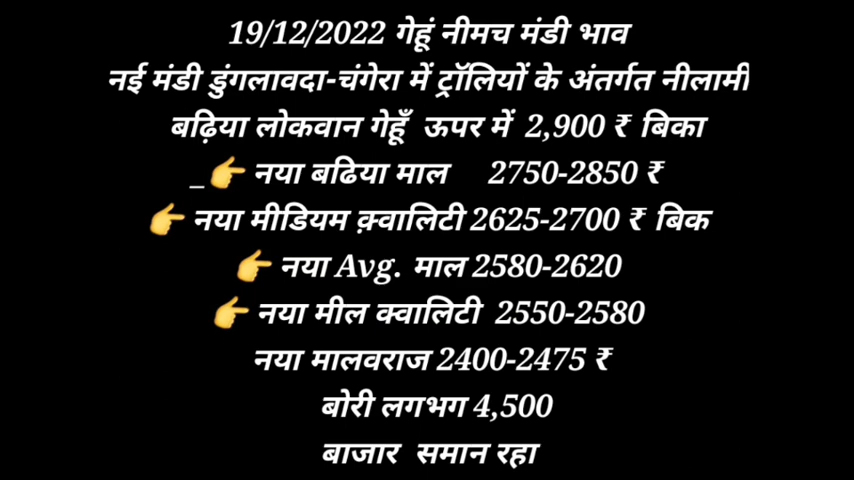 19/12/2022 गेहूं नीमच मंडी भाव
नई मंडी डुंगलावदा-चंगेरा में ट्रॉलियों के अंतर्गत नीलामी
बढ़िया लोकवान गेहूँ ऊपर में 2,900 ₹ बिका
_👉 नया बढिया माल 2750-2850 ₹
👉 नया मीडियम क़्वालिटी 2625-2700 ₹ बिक
👉 नया Avg. माल 2580-2620
👉 नया मील क्वालिटी 2550-2580
नया मालवराज 2400-2475 ₹
बोरी लगभग 4,500
बाजार समान रहा